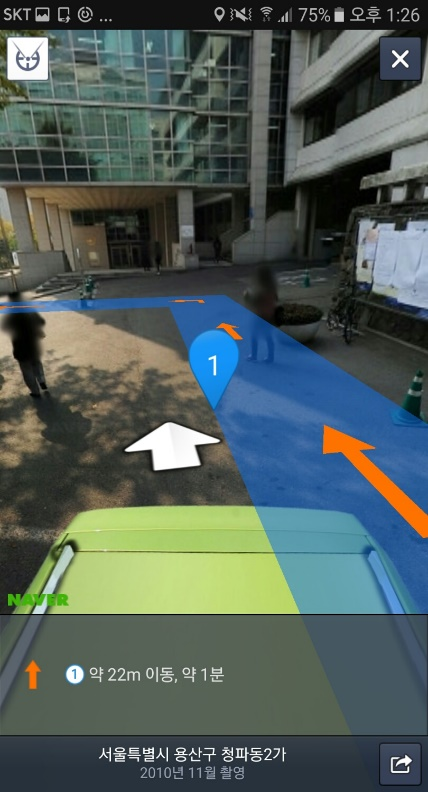 SKT ... 75% 오후 1:26
1
NAVER
1 약 22m 이동, 약 1분
서울특별시 용산구 청파동2가
2010년 11월 촬영